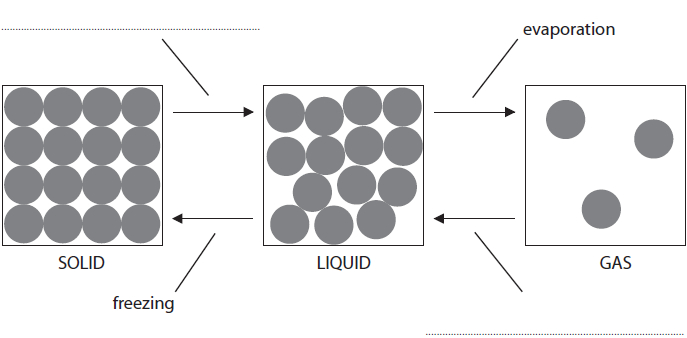 evaporation
SOLID
LIQUID
GAS
freezing